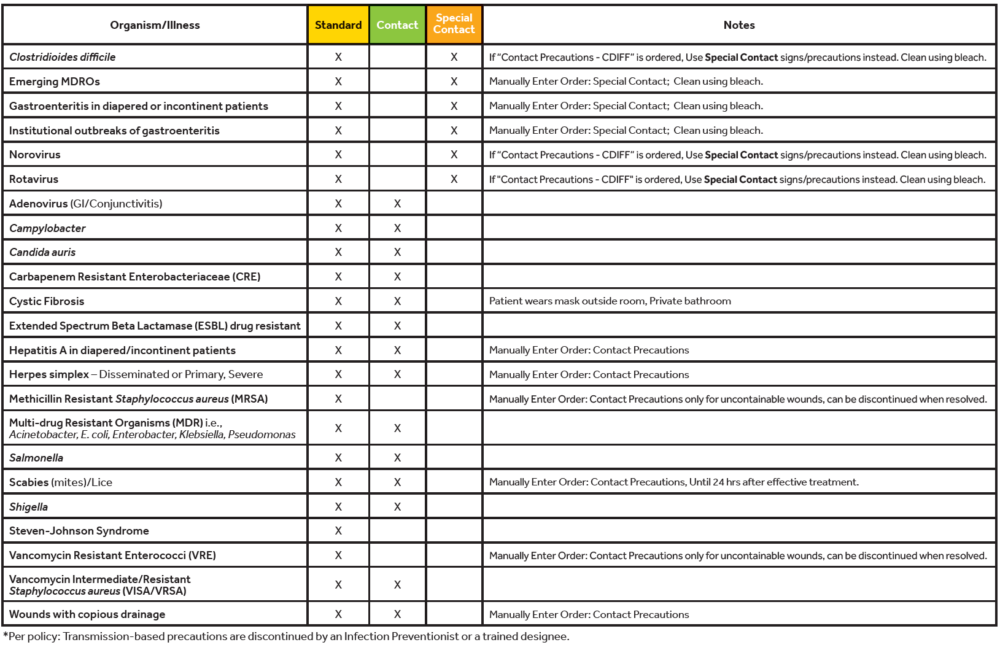 Organism/Illness Standard Contact Special Contact Notes
Clostridioides difficile X X If “Contact Precautions - CDIFF” is ordered, Use Special Contact signs/precautions instead. Clean using bleach.
Emerging MDROs X X Manually Enter Order: Special Contact; Clean using bleach.
Gastroenteritis in diapered or incontinent patients X X Manually Enter Order: Special Contact; Clean using bleach.
Institutional outbreaks of gastroenteritis X X Manually Enter Order: Special Contact; Clean using bleach.
Norovirus X X If “Contact Precautions - CDIFF” is ordered, Use Special Contact signs/precautions instead. Clean using bleach.
Rotavirus X X If "Contact Precautions - CDIFF" is ordered, Use Special Contact signs/precautions instead. Clean using bleach.
Adenovirus (GI/Conjunctivitis) X X
Campylobacter X X
Candida auris X X
Carbapenem Resistant Enterobacteriaceae (CRE) X X
Cystic Fibrosis X X Patient wears mask outside room, Private bathroom
Extended Spectrum Beta Lactamase (ESBL) drug resistant X X
Hepatitis A in diapered/incontinent patients X X Manually Enter Order: Contact Precautions
Herpes simplex – Disseminated or Primary, Severe X X Manually Enter Order: Contact Precautions
Methicillin Resistant Staphylococcus aureus (MRSA) X Manually Enter Order: Contact Precautions only for uncontainable wounds, can be discontinued when resolved.
Multi-drug Resistant Organisms (MDR) i.e.,
Acinetobacter, E. coli, Enterobacter, Klebsiella, Pseudomonas X X
Salmonella X X
Scabies (mites)/Lice X X Manually Enter Order: Contact Precautions, Until 24 hrs after effective treatment.
Shigella X X
Steven-Johnson Syndrome X
Vancomycin Resistant Enterococci (VRE) X Manually Enter Order: Contact Precautions only for uncontainable wounds, can be discontinued when resolved.
Vancomycin Intermediate/Resistant
Staphylococcus aureus (VISA/VRSA) X X
Wounds with copious drainage X X Manually Enter Order: Contact Precautions
*Per policy: Transmission-based precautions are discontinued by an Infection Preventionist or a trained designee.